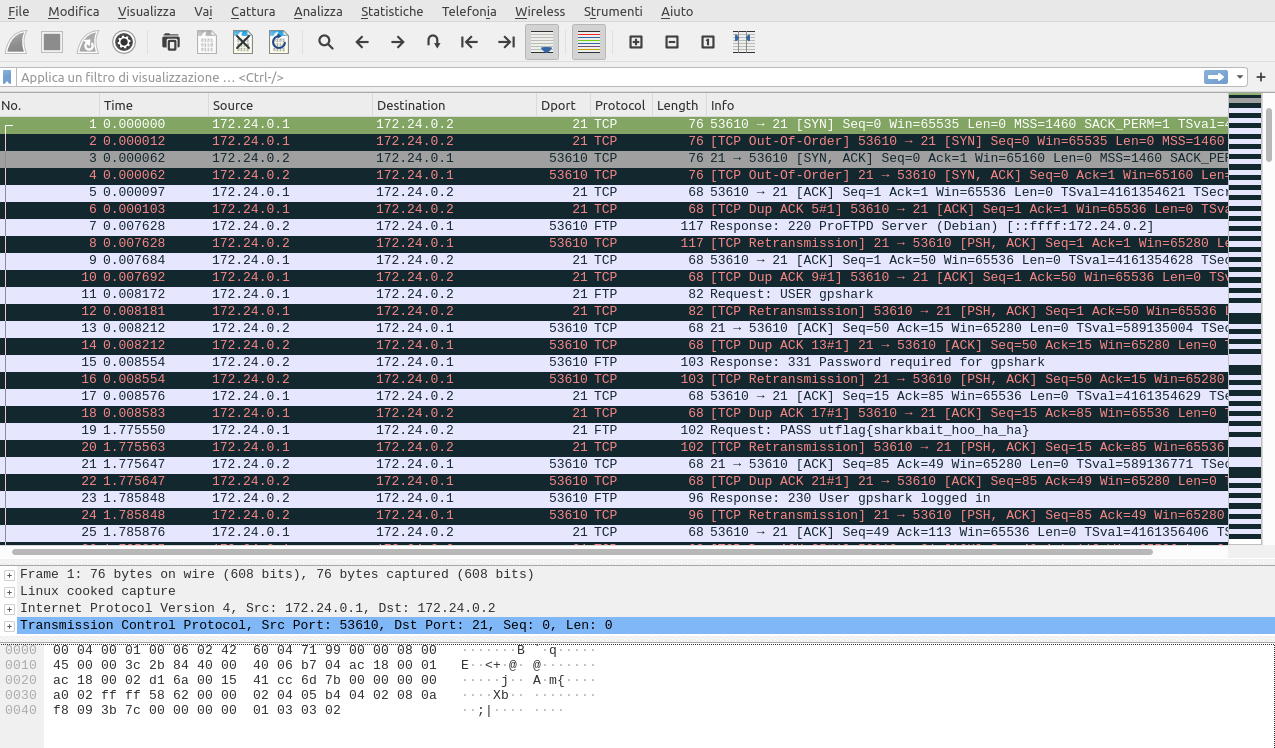 File Modifica Visualizza Vai Cattura Analizza Statistiche Telefonia Wireless Strumenti Aiuto
Applica un filtro di visualizzazione … <Ctrl-/>
No. Time Source Destination Dport Protocol Length Info
1 0.000000 172.24.0.1 172.24.0.2 21 TCP 76 53610 → 21 [SYN] Seq=0 Win=65535 Len=0 MSS=1460 SACK_PERM=1 TSval=4
2 0.000012 172.24.0.1 172.24.0.2 21 TCP 76 [TCP Out-Of-Order] 53610 → 21 [SYN] Seq=0 Win=65535 Len=0 MSS=1460
3 0.000062 172.24.0.2 172.24.0.1 53610 TCP 76 21 → 53610 [SYN, ACK] Seq=0 Ack=1 Win=65160 Len=0 MSS=1460 SACK_PER
4 0.000062 172.24.0.2 172.24.0.1 53610 TCP 76 [TCP Out-Of-Order] 21 → 53610 [SYN, ACK] Seq=0 Ack=1 Win=65160 Len=
5 0.000097 172.24.0.1 172.24.0.2 21 TCP 68 53610 → 21 [ACK] Seq=1 Ack=1 Win=65536 Len=0 TSval=4161354621 TSecr
6 0.000103 172.24.0.1 172.24.0.2 21 TCP 68 [TCP Dup ACK 5#1] 53610 → 21 [ACK] Seq=1 Ack=1 Win=65536 Len=0 TSva
7 0.007628 172.24.0.2 172.24.0.1 53610 FTP 117 Response: 220 ProFTPD Server (Debian) [::ffff:172.24.0.2]
8 0.007628 172.24.0.2 172.24.0.1 53610 TCP 117 [TCP Retransmission] 21 → 53610 [PSH, ACK] Seq=1 Ack=1 Win=65280 Le
9 0.007684 172.24.0.1 172.24.0.2 21 TCP 68 53610 → 21 [ACK] Seq=1 Ack=50 Win=65536 Len=0 TSval=4161354628 TSec
10 0.007692 172.24.0.1 172.24.0.2 21 TCP 68 [TCP Dup ACK 9#1] 53610 → 21 [ACK] Seq=1 Ack=50 Win=65536 Len=0 TSv
11 0.008172 172.24.0.1 172.24.0.2 21 FTP 82 Request: USER gpshark
12 0.008181 172.24.0.1 172.24.0.2 21 TCP 82 [TCP Retransmission] 53610 → 21 [PSH, ACK] Seq=1 Ack=50 Win=65536 L
13 0.008212 172.24.0.2 172.24.0.1 53610 TCP 68 21 → 53610 [ACK] Seq=50 Ack=15 Win=65280 Len=0 TSval=589135004 TSec
14 0.008212 172.24.0.2 172.24.0.1 53610 TCP 68 [TCP Dup ACK 13#1] 21 → 53610 [ACK] Seq=50 Ack=15 Win=65280 Len=0 T
15 0.008554 172.24.0.2 172.24.0.1 53610 FTP 103 Response: 331 Password required for gpshark
16 0.008554 172.24.0.2 172.24.0.1 53610 TCP 103 [TCP Retransmission] 21 → 53610 [PSH, ACK] Seq=50 Ack=15 Win=65280
17 0.008576 172.24.0.1 172.24.0.2 21 TCP 68 53610 → 21 [ACK] Seq=15 Ack=85 Win=65536 Len=0 TSval=4161354629 TSe
18 0.008583 172.24.0.1 172.24.0.2 21 TCP 68 [TCP Dup ACK 17#1] 53610 → 21 [ACK] Seq=15 Ack=85 Win=65536 Len=0 T
19 1.775550 172.24.0.1 172.24.0.2 21 FTP 102 Request: PASS utflag{sharkbait_hoo_ha_ha}
20 1.775563 172.24.0.1 172.24.0.2 21 TCP 102 [TCP Retransmission] 53610 → 21 [PSH, ACK] Seq=15 Ack=85 Win=65536
21 1.775647 172.24.0.2 172.24.0.1 53610 TCP 68 21 → 53610 [ACK] Seq=85 Ack=49 Win=65280 Len=0 TSval=589136771 TSec
22 1.775647 172.24.0.2 172.24.0.1 53610 TCP 68 [TCP Dup ACK 21#1] 21 → 53610 [ACK] Seq=85 Ack=49 Win=65280 Len=0 T
23 1.785848 172.24.0.2 172.24.0.1 53610 FTP 96 Response: 230 User gpshark logged in
24 1.785848 172.24.0.2 172.24.0.1 53610 TCP 96 [TCP Retransmission] 21 → 53610 [PSH, ACK] Seq=85 Ack=49 Win=65280
25 1.785876 172.24.0.1 172.24.0.2 21 TCP 68 53610 → 21 [ACK] Seq=49 Ack=113 Win=65536 Len=0 TSval=4161356406 TS
Frame 1: 76 bytes on wire (608 bits), 76 bytes captured (608 bits)
Linux cooked capture
Internet Protocol Version 4, Src: 172.24.0.1, Dst: 172.24.0.2
Transmission Control Protocol, Src Port: 53610, Dst Port: 21, Seq: 0, Len: 0
0000 00 04 00 01 00 06 02 42 60 04 71 99 00 00 08 00 ·······B `·q·····
0010 45 00 00 3c 2b 84 40 00 40 06 b7 04 ac 18 00 01 E··<+·@· @·······
0020 ac 18 00 02 d1 6a 00 15 41 cc 6d 7b 00 00 00 00 ·····j·· A·m{····
0030 a0 02 ff ff 58 62 00 00 02 04 05 b4 04 02 08 0a ····Xb·· ········
0040 f8 09 3b 7c 00 00 00 00 01 03 03 02 ··;|···· ····